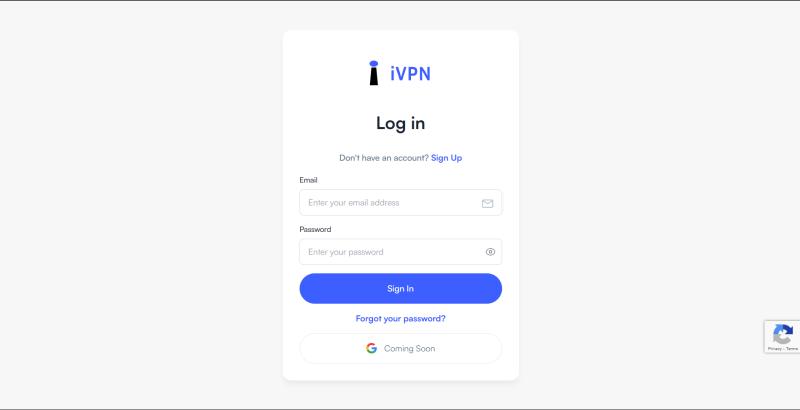 iVPN
Log in
Don't have an account? Sign Up
Email
Enter your email address
Password
Enter your password
Sign In
Forgot your password?
Coming Soon
Privacy - Terms